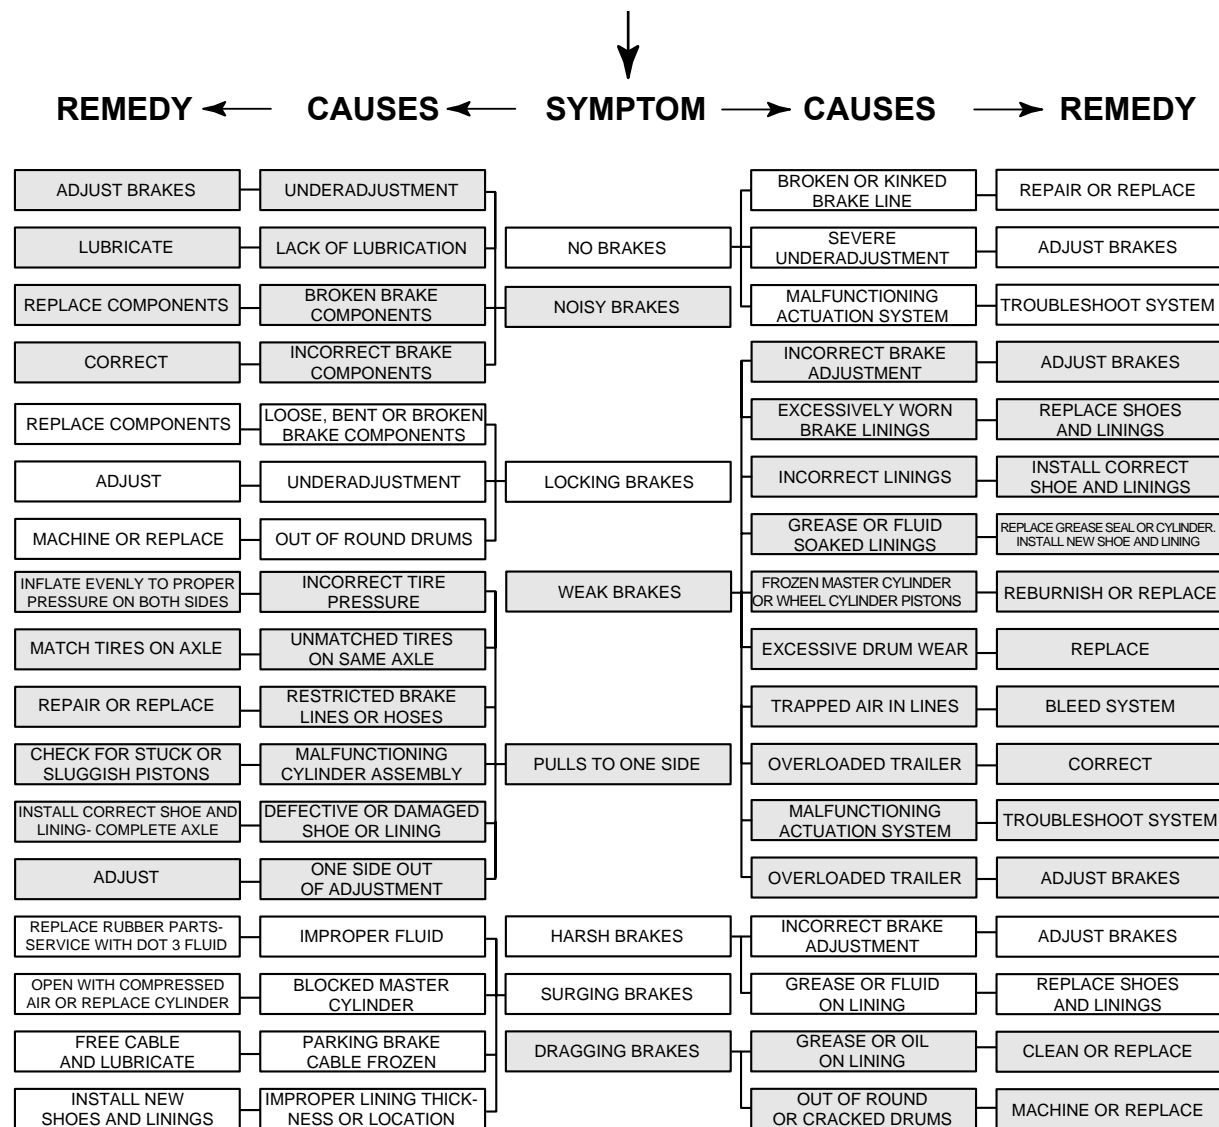 REMEDY CAUSES SYMPTOM CAUSES REMEDY
ADJUST BRAKES
UNDERADJUSTMENT
LUBRICATE
LACK OF LUBRICATION
REPLACE COMPONENTS
BROKEN BRAKE
COMPONENTS
CORRECT
INCORRECT BRAKE
COMPONENTS
REPLACE COMPONENTS
LOOSE, BENT OR BROKEN
BRAKE COMPONENTS
ADJUST
UNDERADJUSTMENT
MACHINE OR REPLACE
OUT OF ROUND DRUMS
INFLATE EVENLY TO PROPER
PRESSURE ON BOTH SIDES
INCORRECT TIRE
PRESSURE
MATCH TIRES ON AXLE
UNMATCHED TIRES
ON SAME AXLE
REPAIR OR REPLACE
RESTRICTED BRAKE
LINES OR HOSES
CHECK FOR STUCK OR
SLUGGISH PISTONS
MALFUNCTIONING
CYLINDER ASSEMBLY
INSTALL CORRECT SHOE AND
LINING- COMPLETE AXLE
DEFECTIVE OR DAMAGED
SHOE OR LINING
ADJUST
ONE SIDE OUT
OF ADJUSTMENT
REPLACE RUBBER PARTS-
SERVICE WITH DOT 3 FLUID
IMPROPER FLUID
OPEN WITH COMPRESSED
AIR OR REPLACE CYLINDER
BLOCKED MASTER
CYLINDER
FREE CABLE
AND LUBRICATE
PARKING BRAKE
CABLE FROZEN
INSTALL NEW
SHOES AND LININGS
IMPROPER LINING THICK-
NESS OR LOCATION
NO BRAKES
NOISY BRAKES
LOCKING BRAKES
WEAK BRAKES
PULLS TO ONE SIDE
HARSH BRAKES
SURGING BRAKES
DRAGGING BRAKES
BROKEN OR KINKED
BRAKE LINE
REPAIR OR REPLACE
SEVERE
UNDERADJUSTMENT
ADJUST BRAKES
MALFUNCTIONING
ACTUATION SYSTEM
TROUBLESHOOT SYSTEM
INCORRECT BRAKE
ADJUSTMENT
ADJUST BRAKES
EXCESSIVELY WORN
BRAKE LININGS
REPLACE SHOES
AND LININGS
INCORRECT LININGS
INSTALL CORRECT
SHOE AND LININGS
GREASE OR FLUID
SOAKED LININGS
REPLACE GREASE SEAL OR CYLINDER.
INSTALL NEW SHOE AND LINING
FROZEN MASTER CYLINDER
OR WHEEL CYLINDER PISTONS
REBURNISH OR REPLACE
EXCESSIVE DRUM WEAR
REPLACE
TRAPPED AIR IN LINES
BLEED SYSTEM
OVERLOADED TRAILER
CORRECT
MALFUNCTIONING
ACTUATION SYSTEM
TROUBLESHOOT SYSTEM
OVERLOADED TRAILER
ADJUST BRAKES
INCORRECT BRAKE
ADJUSTMENT
ADJUST BRAKES
GREASE OR FLUID
ON LINING
REPLACE SHOES
AND LININGS
GREASE OR OIL
ON LINING
CLEAN OR REPLACE
OUT OF ROUND
OR CRACKED DRUMS
MACHINE OR REPLACE